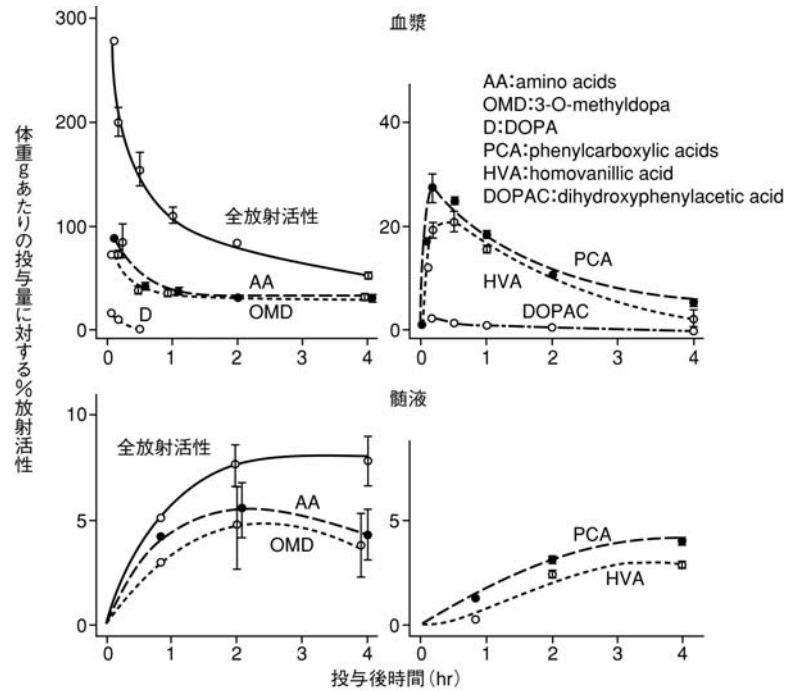 血漿
300
200
100
0
全放射活性
AA
OMD
D
0 1 2 3 4
40
20
0
AA:amino acids
OMD:3-O-methyldopa
D:DOPA
PCA:phenylcarboxylic acids
HVA:homovanillic acid
DOPAC:dihydroxyphenylacetic acid
PCA
HVA
DOPAC
0 1 2 3 4
体重gあたりの投与量に対する%放射活性
髄液
10
5
0
全放射活性
AA
OMD
0 1 2 3 4
5
0
PCA
HVA
0 1 2 3 4
投与後時間(hr)